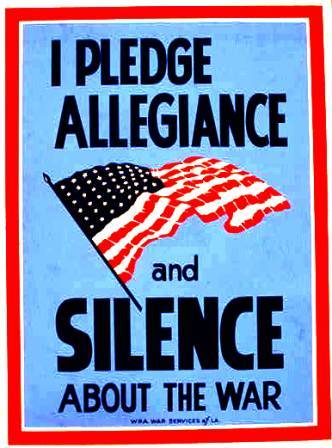 I PLEDGE
ALLEGIANCE
and
SILENCE
ABOUT THE WAR
WPA WAR SERVICES of LA.